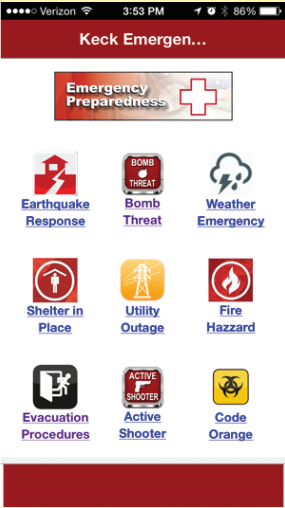 Verizon 3:53 PM 86%
Keck Emergen...
Emergency
Preparedness
BOMB
THREAT
Earthquake
Response
Bomb
Threat
Weather
Emergency
Shelter in
Place
Utility
Outage
Fire
Hazzard
ACTIVE
SHOOTER
Evacuation
Procedures
Active
Shooter
Code
Orange